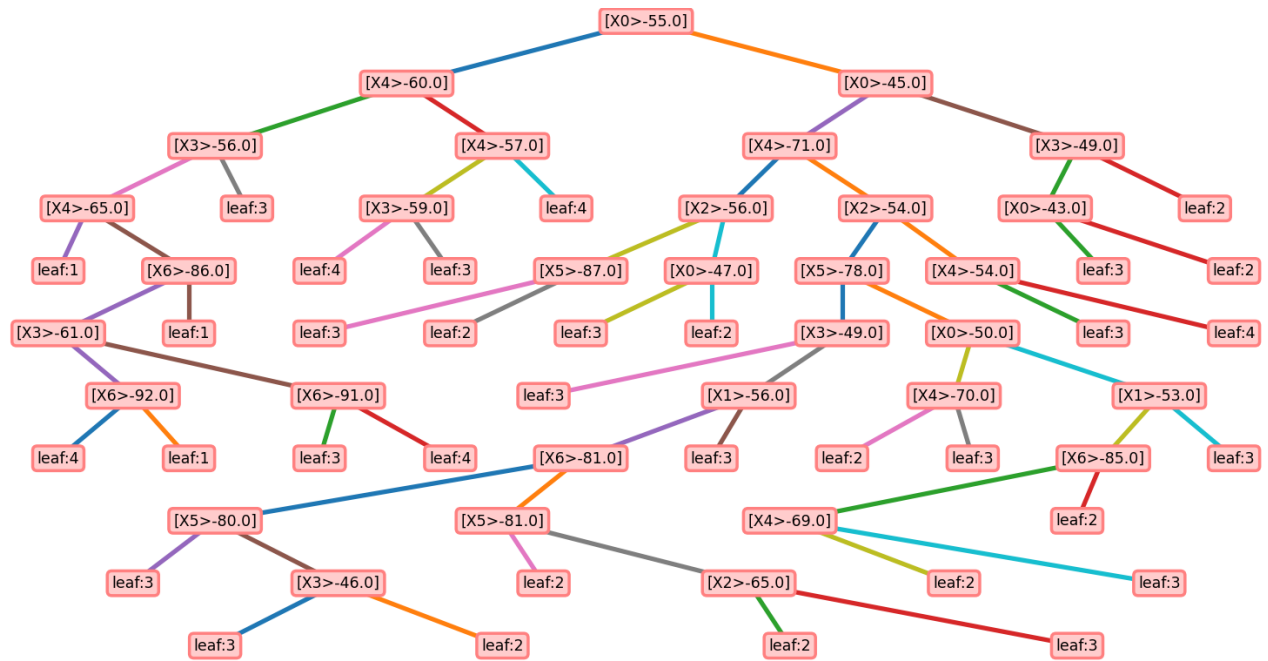 [X0>-55.0]
[X4>-60.0] [X0>-45.0]
[X3>-56.0] [X4>-57.0] [X4>-71.0] [X3>-49.0]
[X4>-65.0] leaf:3 [X3>-59.0] leaf:4 [X2>-56.0] [X2>-54.0] [X0>-43.0] leaf:2
leaf:1 [X6>-86.0] leaf:4 leaf:3 [X5>-87.0] [X0>-47.0] [X5>-78.0] [X4>-54.0] leaf:3 leaf:2
[X3>-61.0] leaf:1 leaf:3 leaf:2 leaf:3 leaf:2 [X3>-49.0] [X0>-50.0] leaf:3 leaf:4
[X6>-92.0] [X6>-91.0] leaf:3 [X1>-56.0] [X4>-70.0] [X1>-53.0]
leaf:4 leaf:1 leaf:3 leaf:4 [X6>-81.0] leaf:3 leaf:2 leaf:3 [X6>-85.0] leaf:3
[X5>-80.0] [X5>-81.0] [X4>-69.0] leaf:2
leaf:3 [X3>-46.0] leaf:2 [X2>-65.0] leaf:2 leaf:3
leaf:3 leaf:2 leaf:2 leaf:3